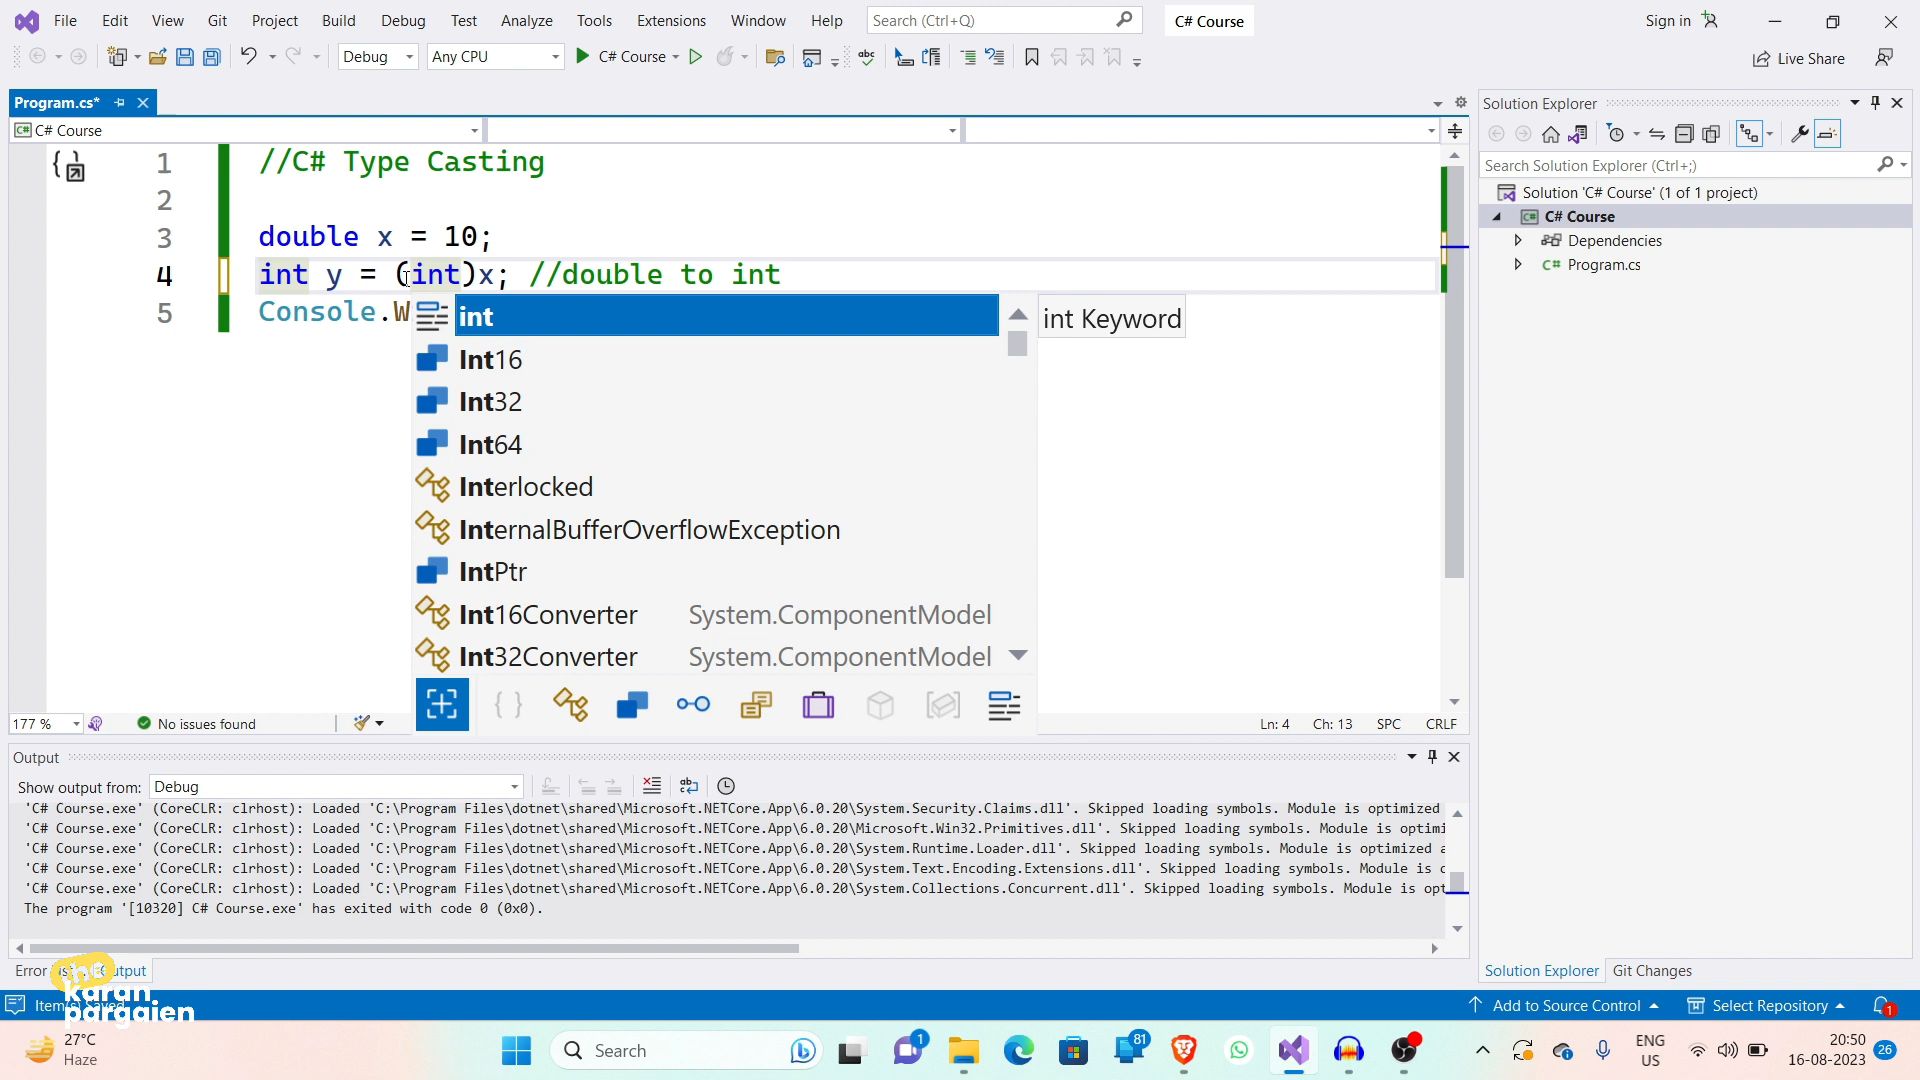 File Edit View Git Project Build Debug Test Analyze Tools Extensions Window Help Search (Ctrl+Q) C# Course Sign in
Debug Any CPU C# Course Live Share
Program.cs*
C# Course
1 //C# Type Casting
2
3 double x = 10;
4 int y = (int)x; //double to int
5 Console.W
int
int Keyword
Int16
Int32
Int64
Interlocked
InternalBufferOverflowException
IntPtr
Int16Converter System.ComponentModel
Int32Converter System.ComponentModel
177 % No issues found Ln: 4 Ch: 13 SPC CRLF
Solution Explorer
Search Solution Explorer (Ctrl+;)
Solution 'C# Course' (1 of 1 project)
C# Course
Dependencies
Program.cs
Output
Show output from: Debug
'C# Course.exe' (CoreCLR: clrhost): Loaded 'C:\Program Files\dotnet\shared\Microsoft.NETCore.App\6.0.20\System.Security.Claims.dll'. Skipped loading symbols. Module is optimized
'C# Course.exe' (CoreCLR: clrhost): Loaded 'C:\Program Files\dotnet\shared\Microsoft.NETCore.App\6.0.20\Microsoft.Win32.Primitives.dll'. Skipped loading symbols. Module is optimi
'C# Course.exe' (CoreCLR: clrhost): Loaded 'C:\Program Files\dotnet\shared\Microsoft.NETCore.App\6.0.20\System.Runtime.Loader.dll'. Skipped loading symbols. Module is optimized a
'C# Course.exe' (CoreCLR: clrhost): Loaded 'C:\Program Files\dotnet\shared\Microsoft.NETCore.App\6.0.20\System.Text.Encoding.Extensions.dll'. Skipped loading symbols. Module is o
'C# Course.exe' (CoreCLR: clrhost): Loaded 'C:\Program Files\dotnet\shared\Microsoft.NETCore.App\6.0.20\System.Collections.Concurrent.dll'. Skipped loading symbols. Module is opt
The program '[10320] C# Course.exe' has exited with code 0 (0x0).
Error Output
Solution Explorer Git Changes
the
karan
pargaien
Item(s) Saved
Add to Source Control Select Repository 1
27°C
Haze
Search 1 81
ENG
US
20:50
16-08-2023 26